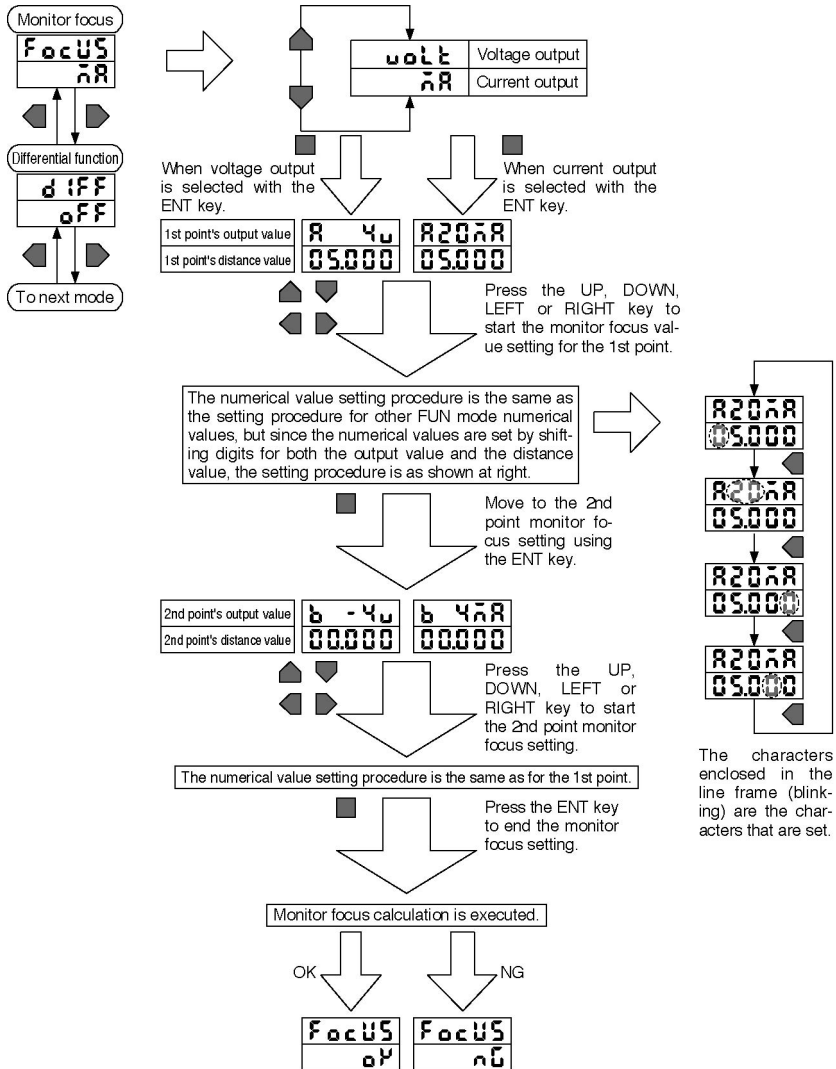 Monitor focus
FocUS
mA
Differential function
d1FF
oFF
To next mode
volt Voltage output
mA Current output
When voltage output
is selected with the
ENT key.
When current output
is selected with the
ENT key.
1st point's output value A 4v A20mA
1st point's distance value 05.000 05.000
Press the UP, DOWN,
LEFT or RIGHT key to
start the monitor focus val-
ue setting for the 1st point.
The numerical value setting procedure is the same as
the setting procedure for other FUN mode numerical
values, but since the numerical values are set by shift-
ing digits for both the output value and the distance
value, the setting procedure is as shown at right.
Move to the 2nd
point monitor fo-
cus setting using
the ENT key.
2nd point's output value b -4v b 4mA
2nd point's distance value 00.000 00.000
Press the UP,
DOWN, LEFT or
RIGHT key to start
the 2nd point monitor
focus setting.
The numerical value setting procedure is the same as for the 1st point.
Press the ENT key
to end the monitor
focus setting.
Monitor focus calculation is executed.
OK
NG
FocUS
oK
FocUS
nG
A20mA
05.000
A20mA
05.000
A20mA
05.000
A20mA
05.000
The characters
enclosed in the
line frame (blink-
ing) are the char-
acters that are set.